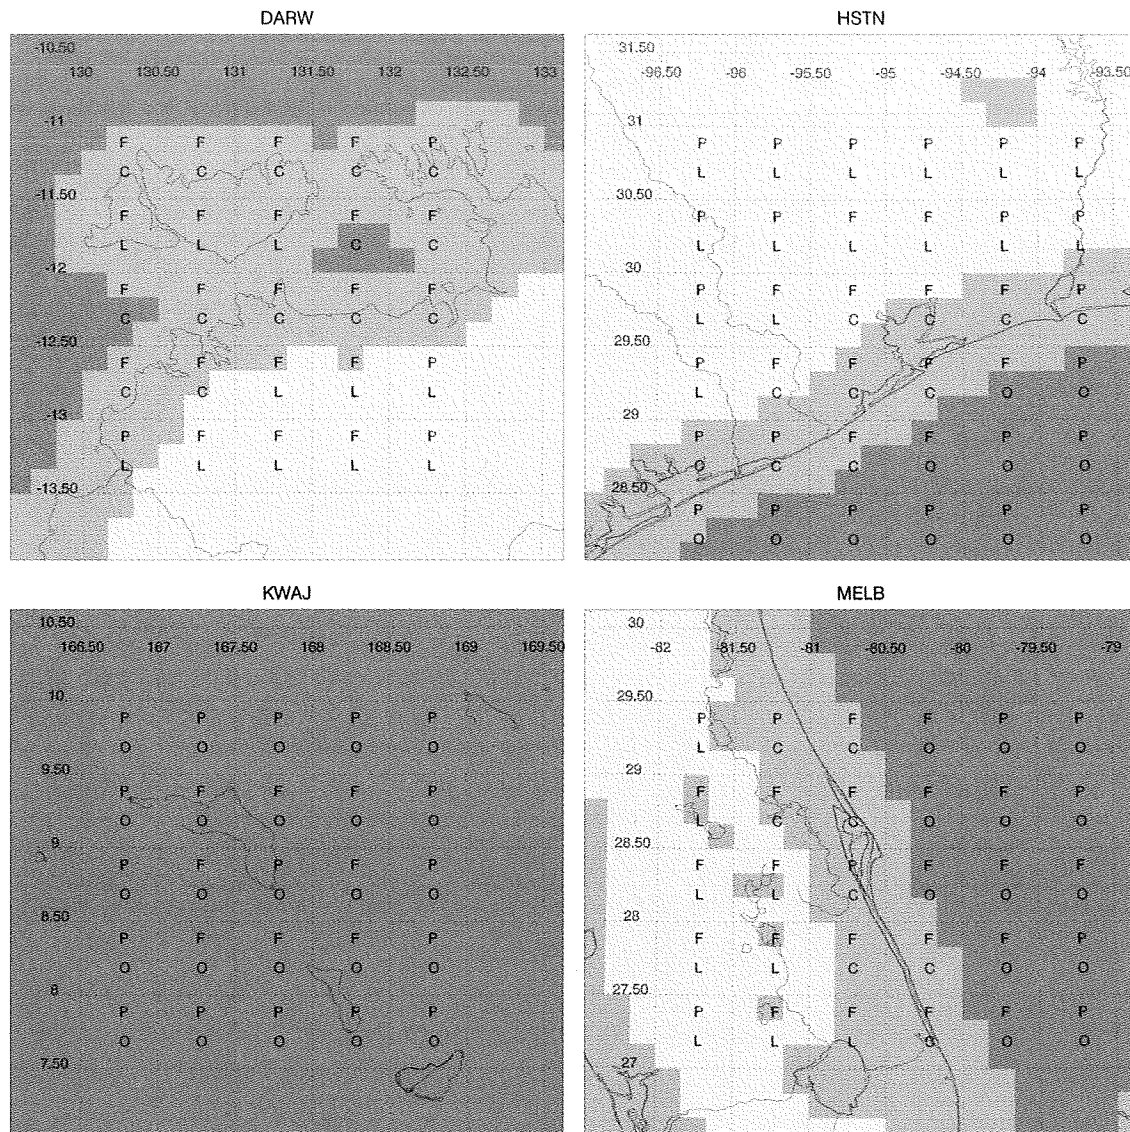 DARW
-10.50
130 130.50 131 131.50 132 132.50 133
-11
F F F F P
C C C C C
-11.50
F F F F F
L L L C C
-12
F F F F F
C C C C C
-12.50
F F F F P
C C L L L
-13
P F F F P
L L L L L
-13.50
HSTN
31.50
-96.50 -96 -95.50 -95 -94.50 -94 -93.50
31
P P P P P P
L L L L L L
30.50
P P F F F P
L L L L L L
30
P F F F F P
L L C C C C
29.50
P F F F F P
L C C C O O
29
P P F F P P
O C C O O O
28.50
P P P P P P
O O O O O O
KWAJ
10.50
166.50 167 167.50 168 168.50 169 169.50
10
P P P P P
O O O O O
9.50
P F F F P
O O O O O
9
P F P F P
O O O O O
8.50
P F F F P
O O O O O
8
P P P P P
O O O O O
7.50
MELB
30
-82 -81.50 -81 -80.50 -80 -79.50 -79
29.50
P P F F P P
L C C O O O
29
F F F F F P
L C C O O O
28.50
F F P F F F
L L C O O O
28
F F F F F P
L L C C O O
27.50
P F F F F P
L L L O O O
27